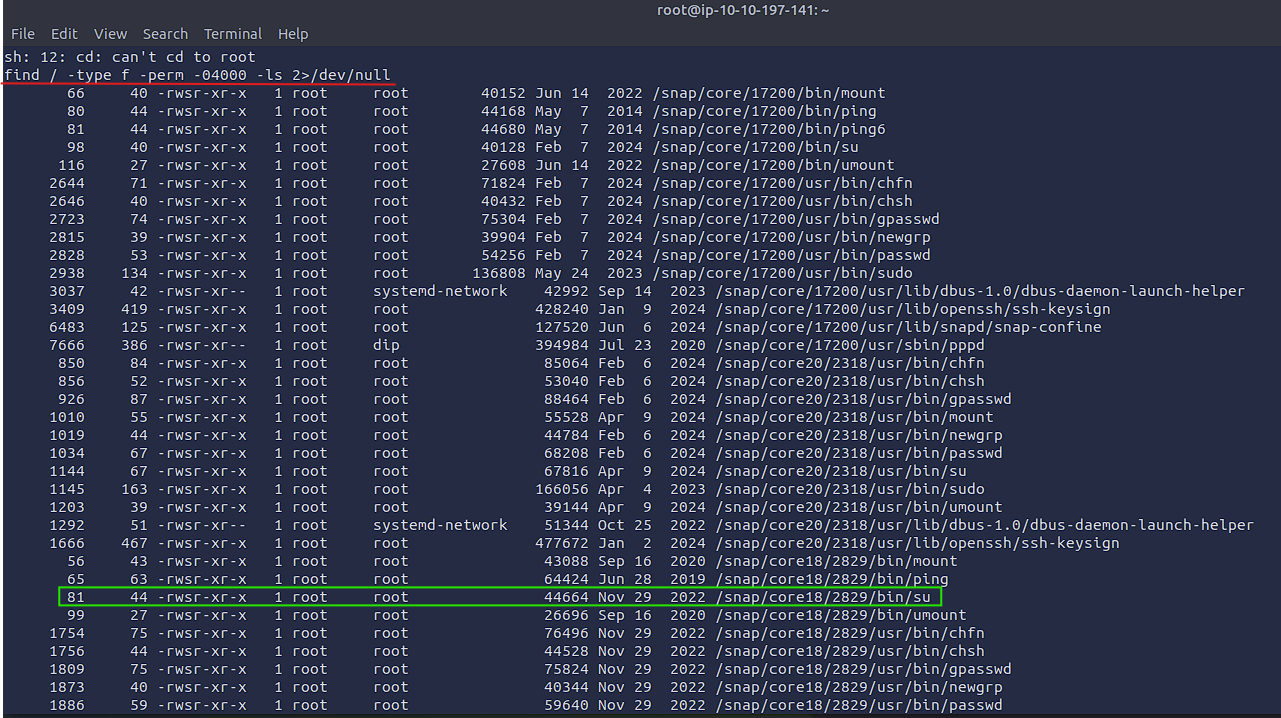 root@ip-10-10-197-141: ~
File Edit View Search Terminal Help
sh: 12: cd: can't cd to root
find / -type f -perm -04000 -ls 2>/dev/null
66 40 -rwsr-xr-x 1 root root 40152 Jun 14 2022 /snap/core/17200/bin/mount
80 44 -rwsr-xr-x 1 root root 44168 May 7 2014 /snap/core/17200/bin/ping
81 44 -rwsr-xr-x 1 root root 44680 May 7 2014 /snap/core/17200/bin/ping6
98 40 -rwsr-xr-x 1 root root 40128 Feb 7 2024 /snap/core/17200/bin/su
116 27 -rwsr-xr-x 1 root root 27608 Jun 14 2022 /snap/core/17200/bin/umount
2644 71 -rwsr-xr-x 1 root root 71824 Feb 7 2024 /snap/core/17200/usr/bin/chfn
2646 40 -rwsr-xr-x 1 root root 40432 Feb 7 2024 /snap/core/17200/usr/bin/chsh
2723 74 -rwsr-xr-x 1 root root 75304 Feb 7 2024 /snap/core/17200/usr/bin/gpasswd
2815 39 -rwsr-xr-x 1 root root 39904 Feb 7 2024 /snap/core/17200/usr/bin/newgrp
2828 53 -rwsr-xr-x 1 root root 54256 Feb 7 2024 /snap/core/17200/usr/bin/passwd
2938 134 -rwsr-xr-x 1 root root 136808 May 24 2023 /snap/core/17200/usr/bin/sudo
3037 42 -rwsr-xr-- 1 root systemd-network 42992 Sep 14 2023 /snap/core/17200/usr/lib/dbus-1.0/dbus-daemon-launch-helper
3409 419 -rwsr-xr-x 1 root root 428240 Jan 9 2024 /snap/core/17200/usr/lib/openssh/ssh-keysign
6483 125 -rwsr-xr-x 1 root root 127520 Jun 6 2024 /snap/core/17200/usr/lib/snapd/snap-confine
7666 386 -rwsr-xr-- 1 root dip 394984 Jul 23 2020 /snap/core/17200/usr/sbin/pppd
850 84 -rwsr-xr-x 1 root root 85064 Feb 6 2024 /snap/core20/2318/usr/bin/chfn
856 52 -rwsr-xr-x 1 root root 53040 Feb 6 2024 /snap/core20/2318/usr/bin/chsh
926 87 -rwsr-xr-x 1 root root 88464 Feb 6 2024 /snap/core20/2318/usr/bin/gpasswd
1010 55 -rwsr-xr-x 1 root root 55528 Apr 9 2024 /snap/core20/2318/usr/bin/mount
1019 44 -rwsr-xr-x 1 root root 44784 Feb 6 2024 /snap/core20/2318/usr/bin/newgrp
1034 67 -rwsr-xr-x 1 root root 68208 Feb 6 2024 /snap/core20/2318/usr/bin/passwd
1144 67 -rwsr-xr-x 1 root root 67816 Apr 9 2024 /snap/core20/2318/usr/bin/su
1145 163 -rwsr-xr-x 1 root root 166056 Apr 4 2023 /snap/core20/2318/usr/bin/sudo
1203 39 -rwsr-xr-x 1 root root 39144 Apr 9 2024 /snap/core20/2318/usr/bin/umount
1292 51 -rwsr-xr-- 1 root systemd-network 51344 Oct 25 2022 /snap/core20/2318/usr/lib/dbus-1.0/dbus-daemon-launch-helper
1666 467 -rwsr-xr-x 1 root root 477672 Jan 2 2024 /snap/core20/2318/usr/lib/openssh/ssh-keysign
56 43 -rwsr-xr-x 1 root root 43088 Sep 16 2020 /snap/core18/2829/bin/mount
65 63 -rwsr-xr-x 1 root root 64424 Jun 28 2019 /snap/core18/2829/bin/ping
81 44 -rwsr-xr-x 1 root root 44664 Nov 29 2022 /snap/core18/2829/bin/su
99 27 -rwsr-xr-x 1 root root 26696 Sep 16 2020 /snap/core18/2829/bin/umount
1754 75 -rwsr-xr-x 1 root root 76496 Nov 29 2022 /snap/core18/2829/usr/bin/chfn
1756 44 -rwsr-xr-x 1 root root 44528 Nov 29 2022 /snap/core18/2829/usr/bin/chsh
1809 75 -rwsr-xr-x 1 root root 75824 Nov 29 2022 /snap/core18/2829/usr/bin/gpasswd
1873 40 -rwsr-xr-x 1 root root 40344 Nov 29 2022 /snap/core18/2829/usr/bin/newgrp
1886 59 -rwsr-xr-x 1 root root 59640 Nov 29 2022 /snap/core18/2829/usr/bin/passwd